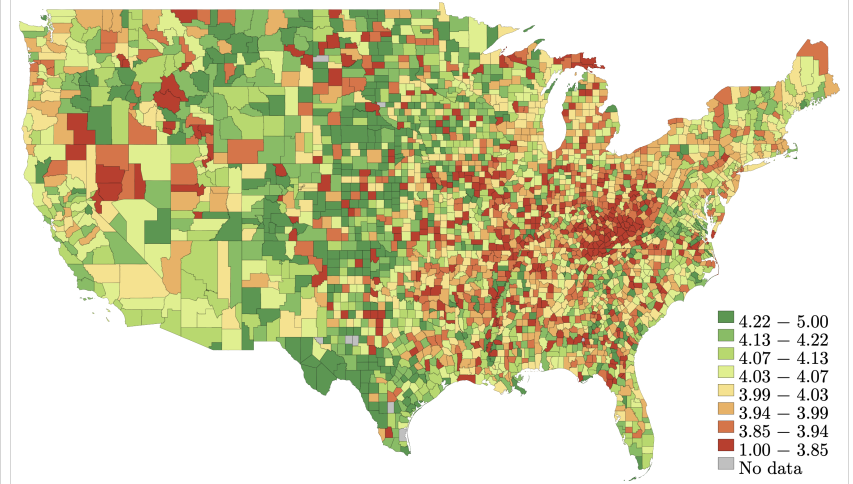 4.22 – 5.00
4.13 – 4.22
4.07 – 4.13
4.03 – 4.07
3.99 – 4.03
3.94 – 3.99
3.85 – 3.94
1.00 – 3.85
No data